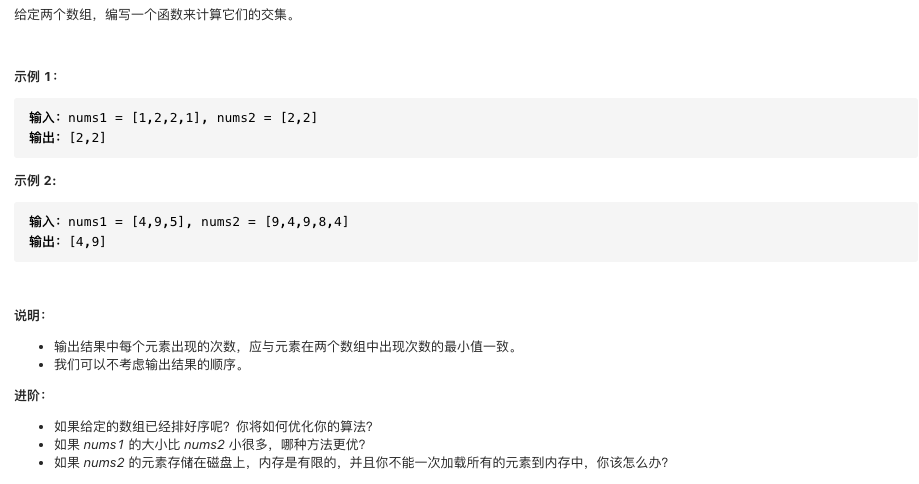 给定两个数组，编写一个函数来计算它们的交集。
示例 1：
输入：nums1 = [1,2,2,1], nums2 = [2,2]
输出：[2,2]
示例 2:
输入：nums1 = [4,9,5], nums2 = [9,4,9,8,4]
输出：[4,9]
说明：
• 输出结果中每个元素出现的次数，应与元素在两个数组中出现次数的最小值一致。
• 我们可以不考虑输出结果的顺序。
进阶：
• 如果给定的数组已经排好序呢？你将如何优化你的算法？
• 如果 nums1 的大小比 nums2 小很多，哪种方法更优？
• 如果 nums2 的元素存储在磁盘上，内存是有限的，并且你不能一次加载所有的元素到内存中，你该怎么办？